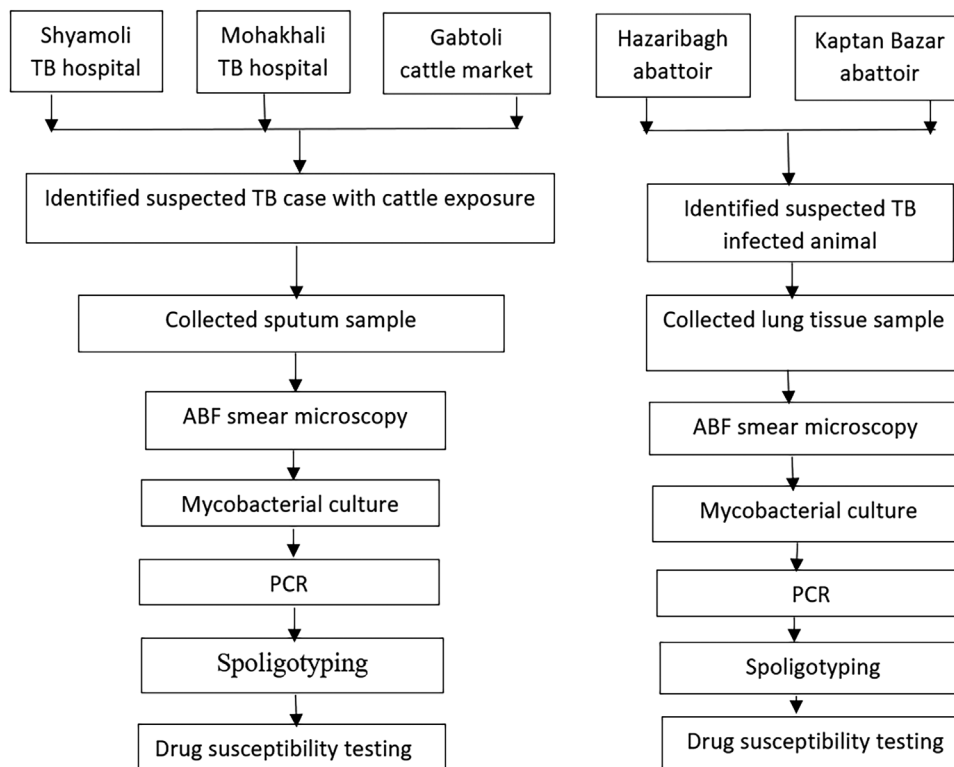 Shyamoli
TB hospital
Mohakhali
TB hospital
Gabtoli
cattle market
Identified suspected TB case with cattle exposure
Collected sputum sample
ABF smear microscopy
Mycobacterial culture
PCR
Spoligotyping
Drug susceptibility testing
Hazaribagh
abattoir
Kaptan Bazar
abattoir
Identified suspected TB
infected animal
Collected lung tissue sample
ABF smear microscopy
Mycobacterial culture
PCR
Spoligotyping
Drug susceptibility testing